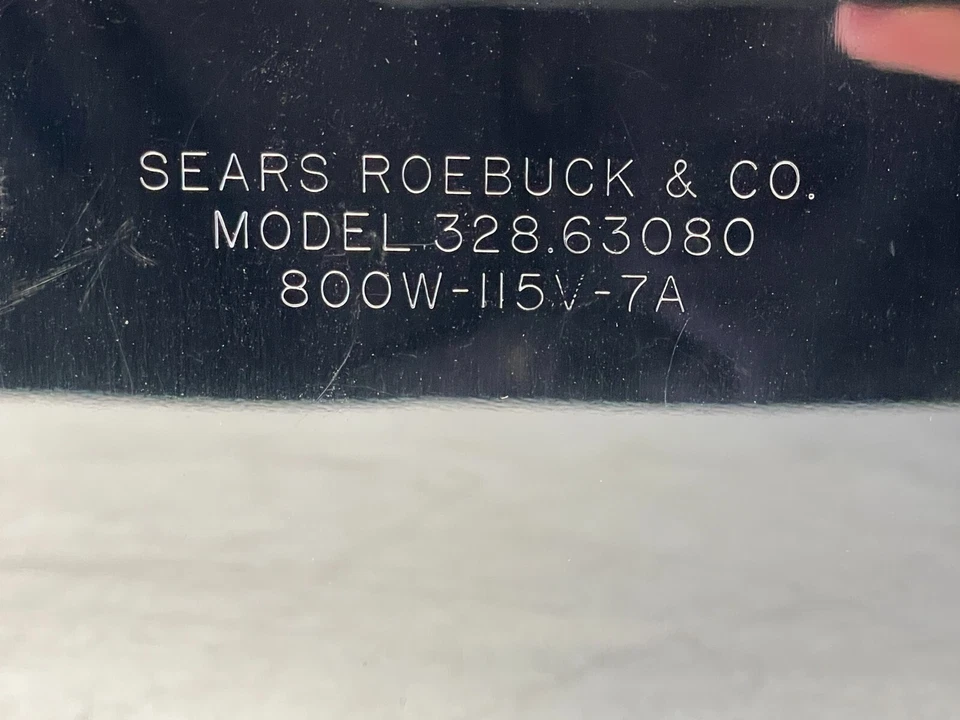 SEARS ROEBUCK & CO.
MODEL 328.63080
800W-115V-7A